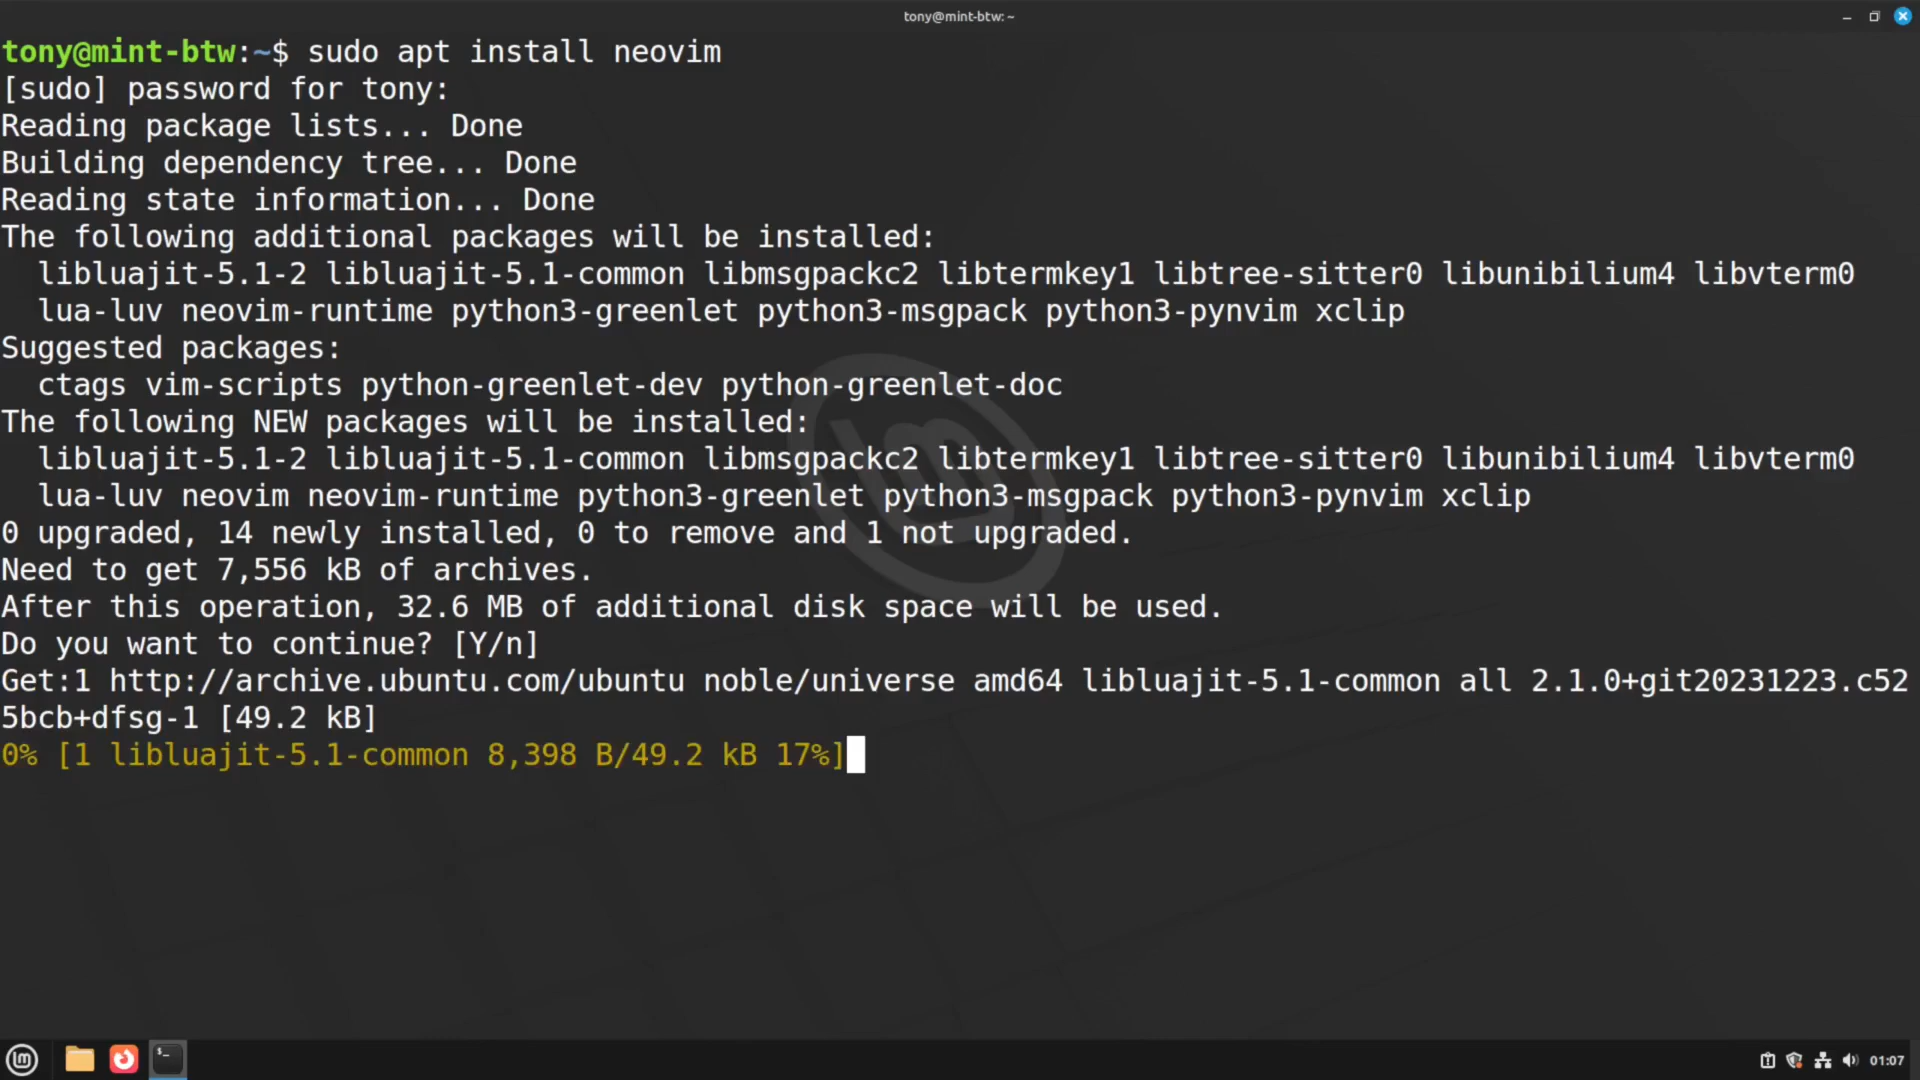 tony@mint-btw: ~
tony@mint-btw:~$ sudo apt install neovim
[sudo] password for tony:
Reading package lists... Done
Building dependency tree... Done
Reading state information... Done
The following additional packages will be installed:
  libluajit-5.1-2 libluajit-5.1-common libmsgpackc2 libtermkey1 libtree-sitter0 libunibilium4 libvterm0
  lua-luv neovim-runtime python3-greenlet python3-msgpack python3-pynvim xclip
Suggested packages:
  ctags vim-scripts python-greenlet-dev python-greenlet-doc
The following NEW packages will be installed:
  libluajit-5.1-2 libluajit-5.1-common libmsgpackc2 libtermkey1 libtree-sitter0 libunibilium4 libvterm0
  lua-luv neovim neovim-runtime python3-greenlet python3-msgpack python3-pynvim xclip
0 upgraded, 14 newly installed, 0 to remove and 1 not upgraded.
Need to get 7,556 kB of archives.
After this operation, 32.6 MB of additional disk space will be used.
Do you want to continue? [Y/n]
Get:1 http://archive.ubuntu.com/ubuntu noble/universe amd64 libluajit-5.1-common all 2.1.0+git20231223.c52
5bcb+dfsg-1 [49.2 kB]
0% [1 libluajit-5.1-common 8,398 B/49.2 kB 17%]
01:07